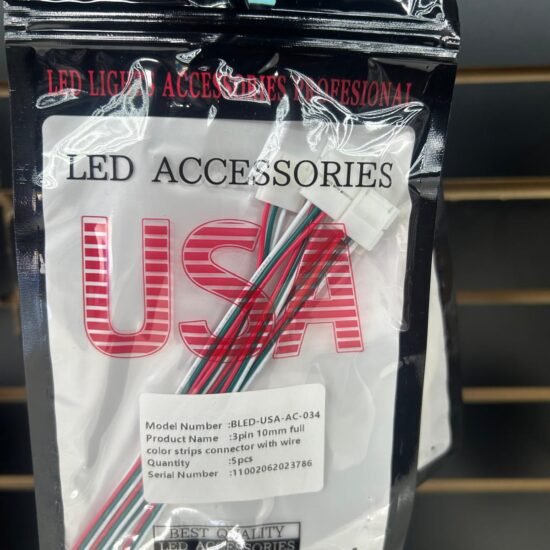 LED LIGHTS ACCESSORIES PROFESIONAL
LED ACCESSORIES
USA
Model Number :BLED-USA-AC-034
Product Name :3pin 10mm full
color strips connector with wire
Quantity :5pcs
Serial Number :11002062023786
BEST QUALITY
LED ACCESSORIES